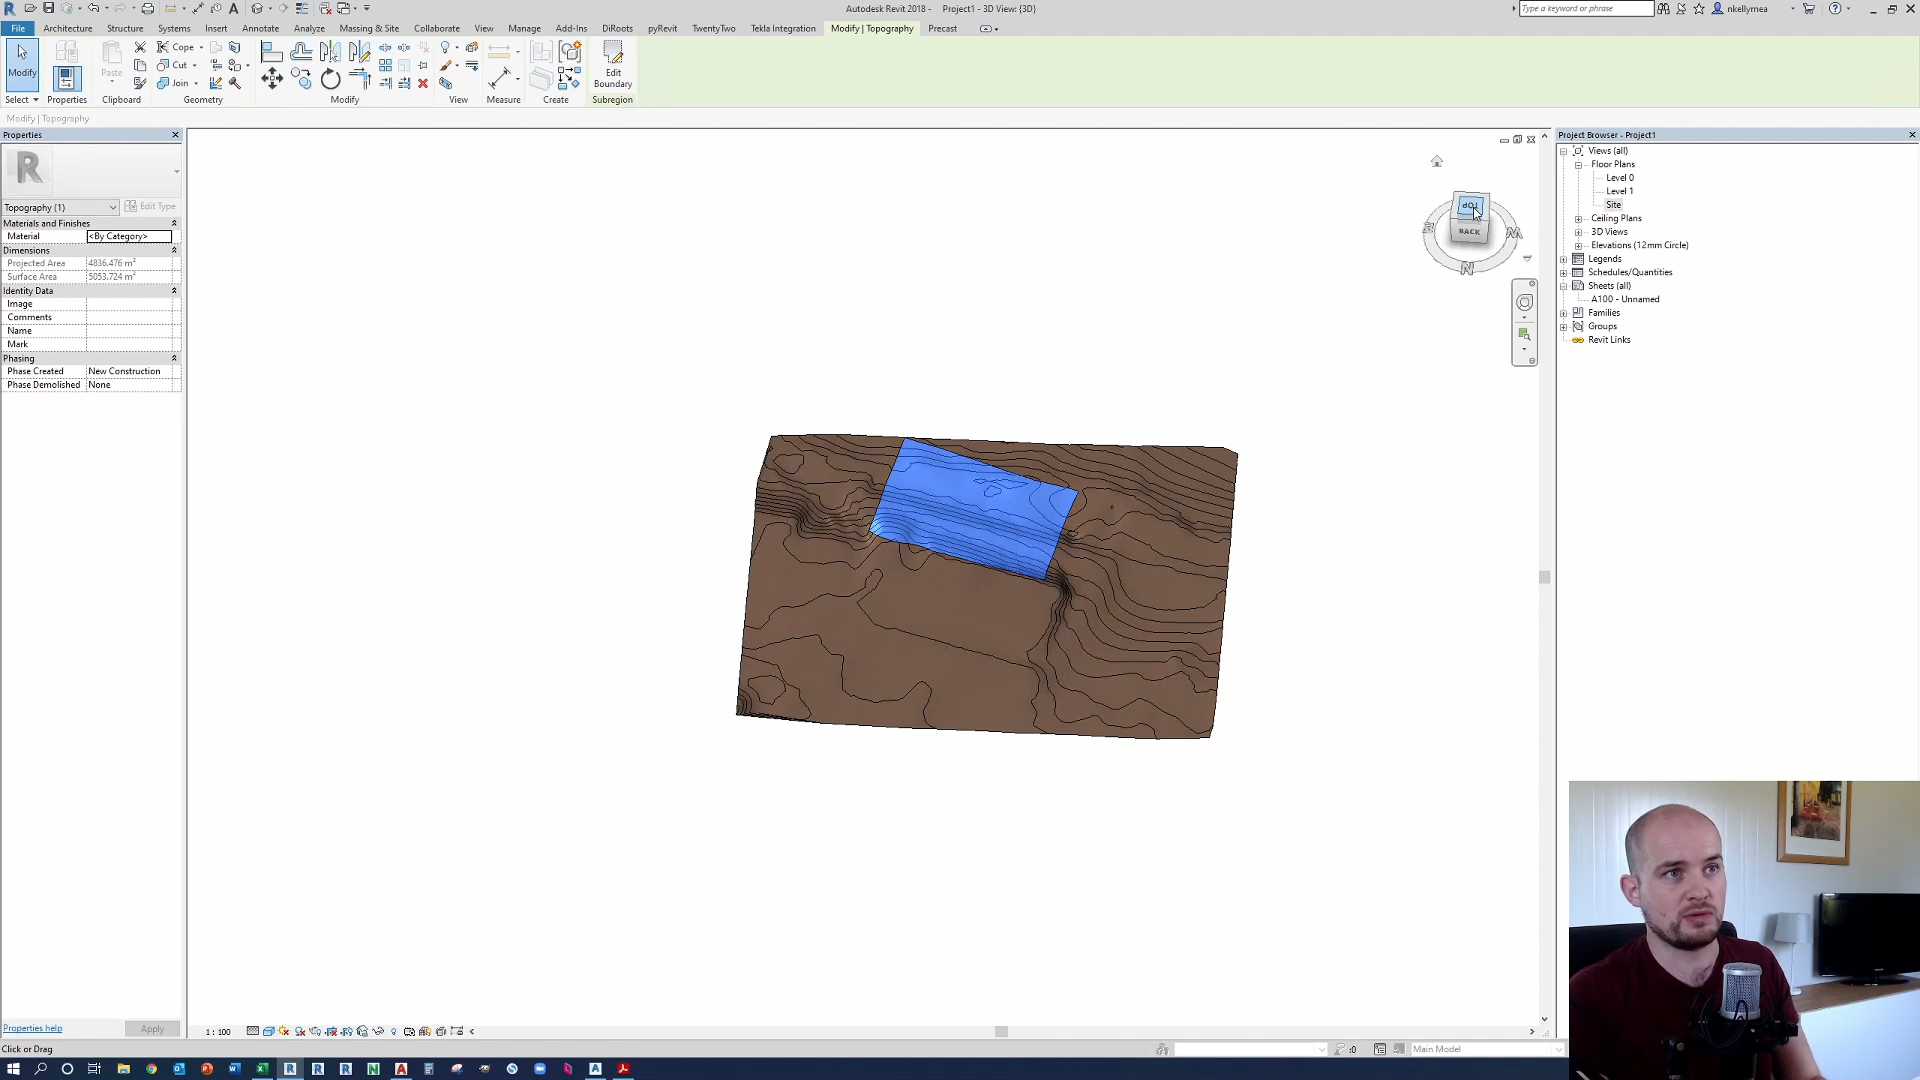 Autodesk Revit 2018 - Project1 - 3D View: {3D}
Type a keyword or phrase
nkellymea
File Architecture Structure Systems Insert Annotate Analyze Massing & Site Collaborate View Manage Add-Ins DiRoots pyRevit TwentyTwo Tekla Integration Modify | Topography Precast
Modify
Paste
Cope
Cut
Join
Edit
Boundary
Select Properties Clipboard Geometry Modify View Measure Create Subregion
Modify | Topography
Properties
R
Topography (1)
Edit Type
Materials and Finishes
Material <By Category>
Dimensions
Projected Area 4836.476 m²
Surface Area 5053.724 m²
Identity Data
Image
Comments
Name
Mark
Phasing
Phase Created New Construction
Phase Demolished None
Properties help
Apply
TOP
BACK
W
N
Project Browser - Project1
Views (all)
Floor Plans
Level 0
Level 1
Site
Ceiling Plans
3D Views
Elevations (12mm Circle)
Legends
Schedules/Quantities
Sheets (all)
A100 - Unnamed
Families
Groups
Revit Links
1 : 100
Click or Drag
:0
Main Model